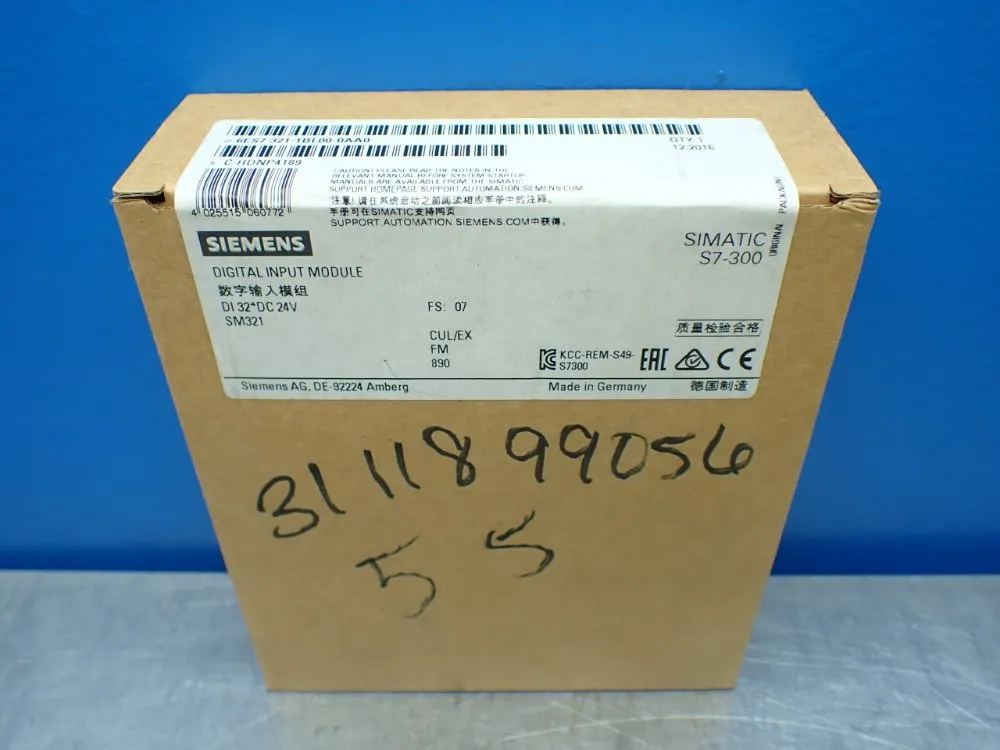 6ES7 321-1BL00-0AA0
QTY: 1
S C-HDNP4189
12.2016
CAUTION! PLEASE READ THE NOTES IN THE
RELEVANT MANUAL BEFORE SYSTEM STARTUP.
MANUALS ARE AVAILABLE FROM THE SIMATIC
SUPPORT HOMEPAGE SUPPORT.AUTOMATION.SIEMENS.COM
注意! 请在系统启动之前阅读相应手册中的注释。
手册可在SIMATIC支持网页
SUPPORT.AUTOMATION.SIEMENS.COM中获得。
4 025515 060772
ORIGINAL PACKAGING
SIEMENS
SIMATIC
S7-300
DIGITAL INPUT MODULE
数字输入模组
DI 32*DC 24V
FS: 07
SM321
CUL/EX
FM
890
质量检验合格
KCC-REM-S49-
S7300
EAC
CE
Siemens AG, DE-92224 Amberg
Made in Germany
德国制造
31118 99056
55